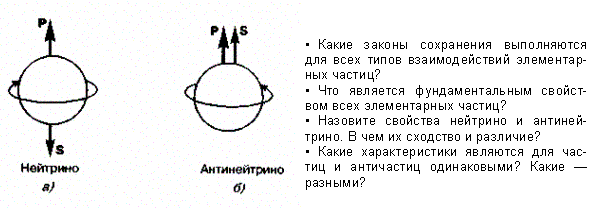 P
S
Нейтрино
а)
P S
Антинейтрино
б)
• Какие законы сохранения выполняются
для всех типов взаимодействий элементар-
ных частиц?
• Что является фундаментальным свойст-
вом всех элементарных частиц?
• Назовите свойства нейтрино и антиней-
трино. В чем их сходство и различие?
• Какие характеристики являются для час-
тиц и античастиц одинаковыми? Какие —
разными?